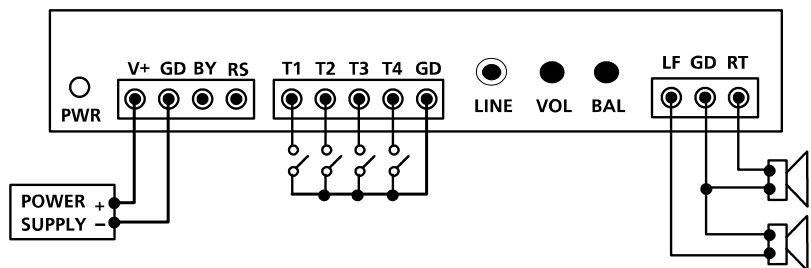 V+ GD BY RS T1 T2 T3 T4 GD LF GD RT
PWR LINE VOL BAL
POWER +
SUPPLY −